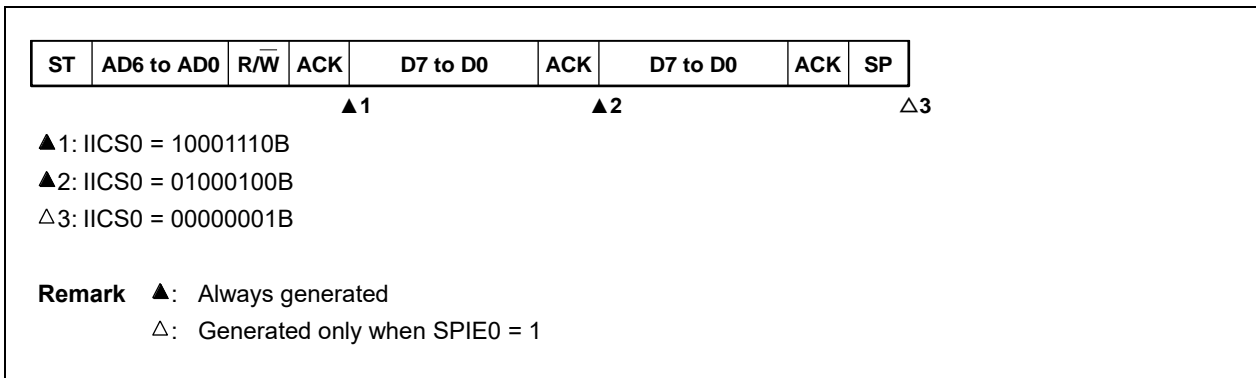 ST AD6 to AD0 R/W̅ ACK D7 to D0 ACK D7 to D0 ACK SP
▲1 ▲2 △3
▲1: IICS0 = 10001110B
▲2: IICS0 = 01000100B
△3: IICS0 = 00000001B
Remark ▲: Always generated
△: Generated only when SPIE0 = 1